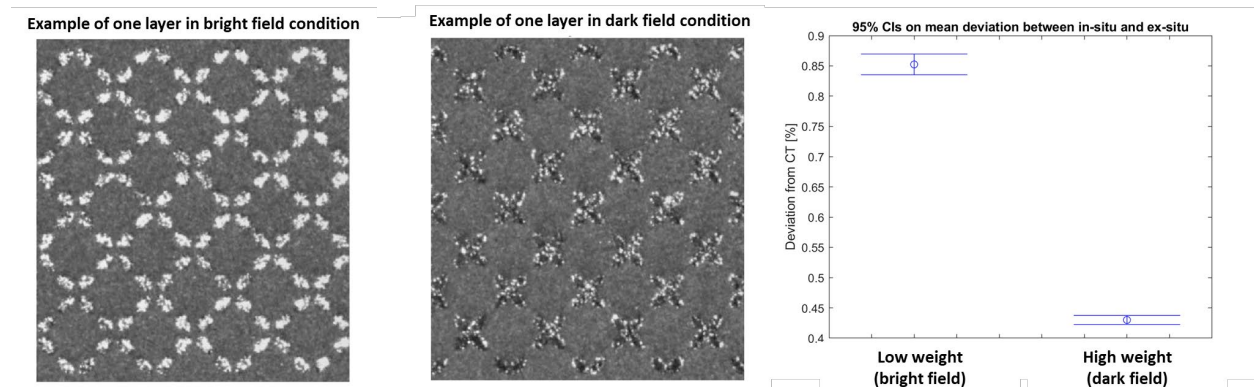 Example of one layer in bright field condition
Example of one layer in dark field condition
95% CIs on mean deviation between in-situ and ex-situ
Deviation from CT [%]
0.9
0.85
0.8
0.75
0.7
0.65
0.6
0.55
0.5
0.45
0.4
Low weight
(bright field)
High weight
(dark field)